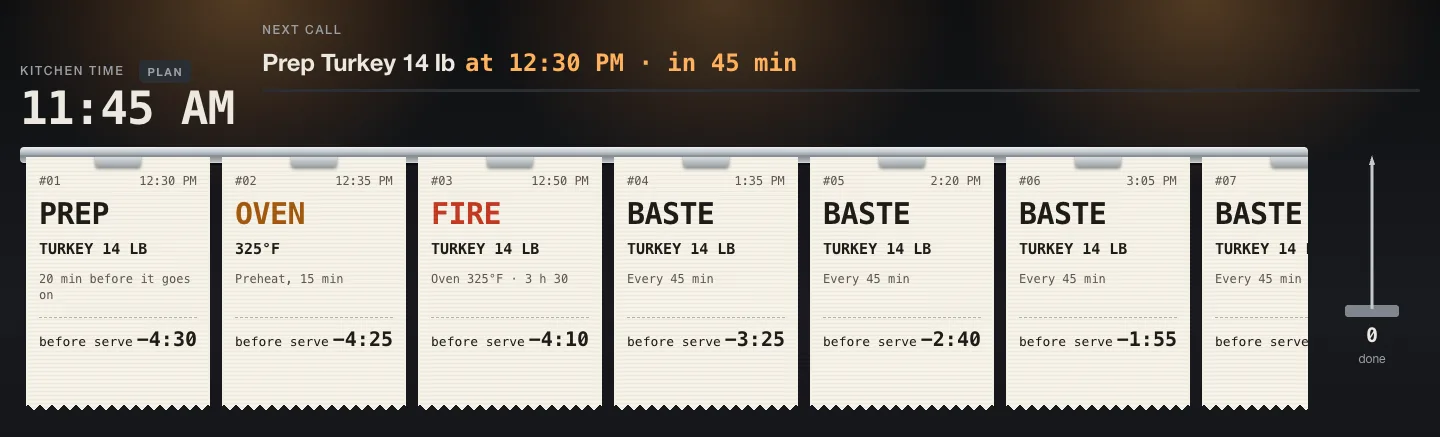 NEXT CALL
Prep Turkey 14 lb at 12:30 PM · in 45 min
KITCHEN TIME PLAN
11:45 AM
#01 12:30 PM
PREP
TURKEY 14 LB
20 min before it goes
on
before serve −4:30
#02 12:35 PM
OVEN
325°F
Preheat, 15 min
before serve −4:25
#03 12:50 PM
FIRE
TURKEY 14 LB
Oven 325°F · 3 h 30
before serve −4:10
#04 1:35 PM
BASTE
TURKEY 14 LB
Every 45 min
before serve −3:25
#05 2:20 PM
BASTE
TURKEY 14 LB
Every 45 min
before serve −2:40
#06 3:05 PM
BASTE
TURKEY 14 LB
Every 45 min
before serve −1:55
#07
BASTE
TURKEY 14
Every 45 min
before serve
0
done